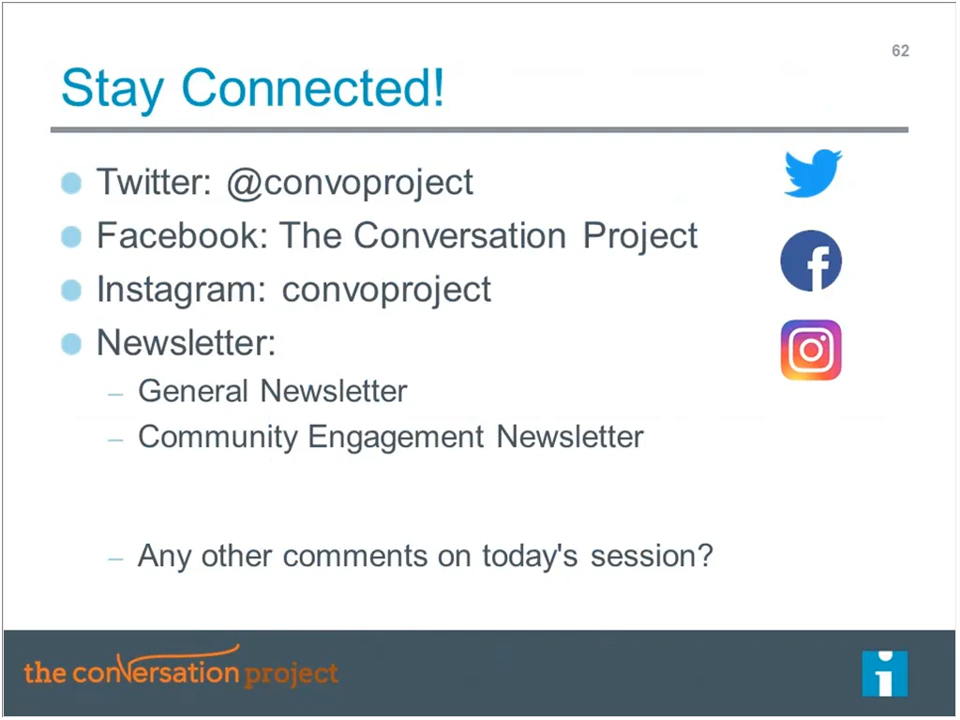 62
Stay Connected!
Twitter: @convoproject
Facebook: The Conversation Project
Instagram: convoproject
Newsletter:
– General Newsletter
– Community Engagement Newsletter
– Any other comments on today's session?
the conversation project